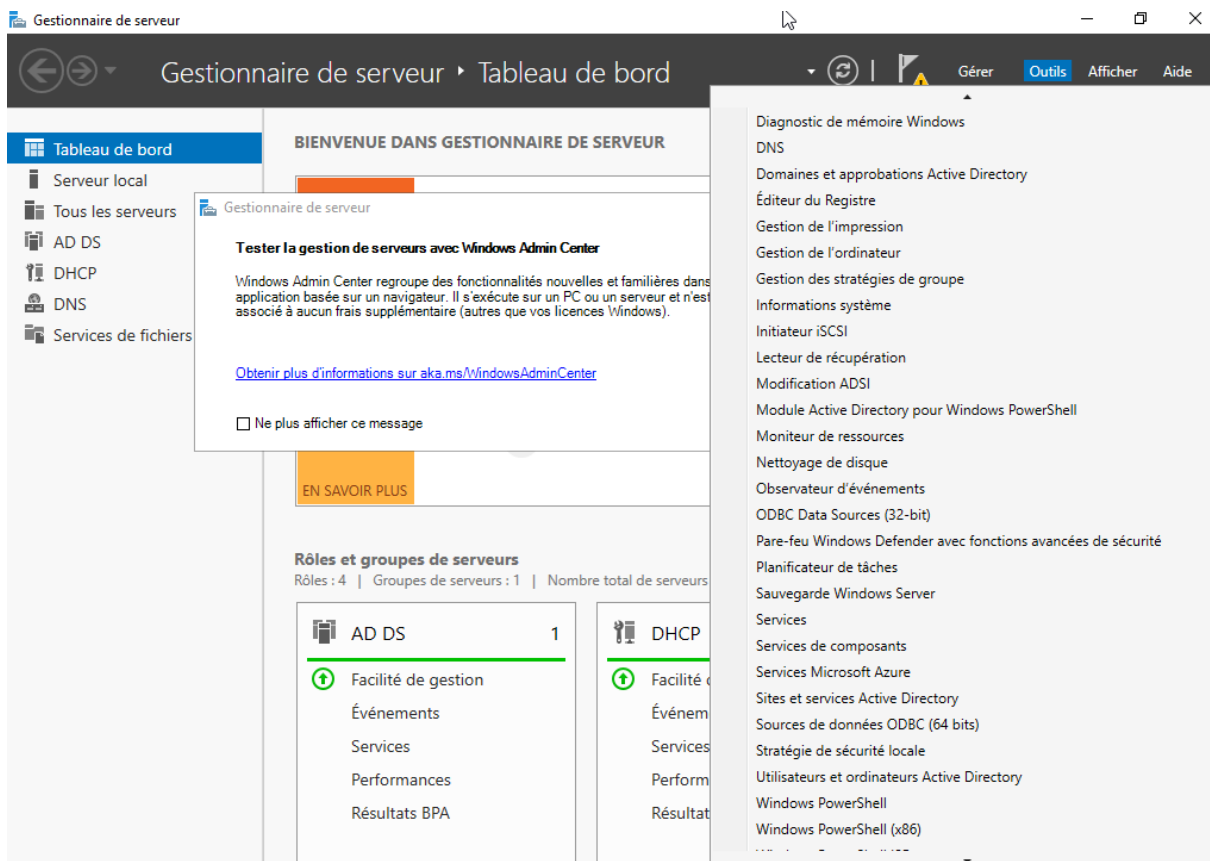 Gestionnaire de serveur
Gestionnaire de serveur ‣ Tableau de bord
Gérer
Outils
Afficher
Aide
Tableau de bord
Serveur local
Tous les serveurs
AD DS
DHCP
DNS
Services de fichiers
BIENVENUE DANS GESTIONNAIRE DE SERVEUR
Gestionnaire de serveur
Tester la gestion de serveurs avec Windows Admin Center
Windows Admin Center regroupe des fonctionnalités nouvelles et familières dans
application basée sur un navigateur. Il s'exécute sur un PC ou un serveur et n'est
associé à aucun frais supplémentaire (autres que vos licences Windows).
Obtenir plus d'informations sur aka.ms/WindowsAdminCenter
Ne plus afficher ce message
EN SAVOIR PLUS
Rôles et groupes de serveurs
Rôles : 4 | Groupes de serveurs : 1 | Nombre total de serveurs
AD DS 1
Facilité de gestion
Événements
Services
Performances
Résultats BPA
DHCP
Facilité
Événem
Services
Perform
Résultat
Diagnostic de mémoire Windows
DNS
Domaines et approbations Active Directory
Éditeur du Registre
Gestion de l'impression
Gestion de l'ordinateur
Gestion des stratégies de groupe
Informations système
Initiateur iSCSI
Lecteur de récupération
Modification ADSI
Module Active Directory pour Windows PowerShell
Moniteur de ressources
Nettoyage de disque
Observateur d'événements
ODBC Data Sources (32-bit)
Pare-feu Windows Defender avec fonctions avancées de sécurité
Planificateur de tâches
Sauvegarde Windows Server
Services
Services de composants
Services Microsoft Azure
Sites et services Active Directory
Sources de données ODBC (64 bits)
Stratégie de sécurité locale
Utilisateurs et ordinateurs Active Directory
Windows PowerShell
Windows PowerShell (x86)